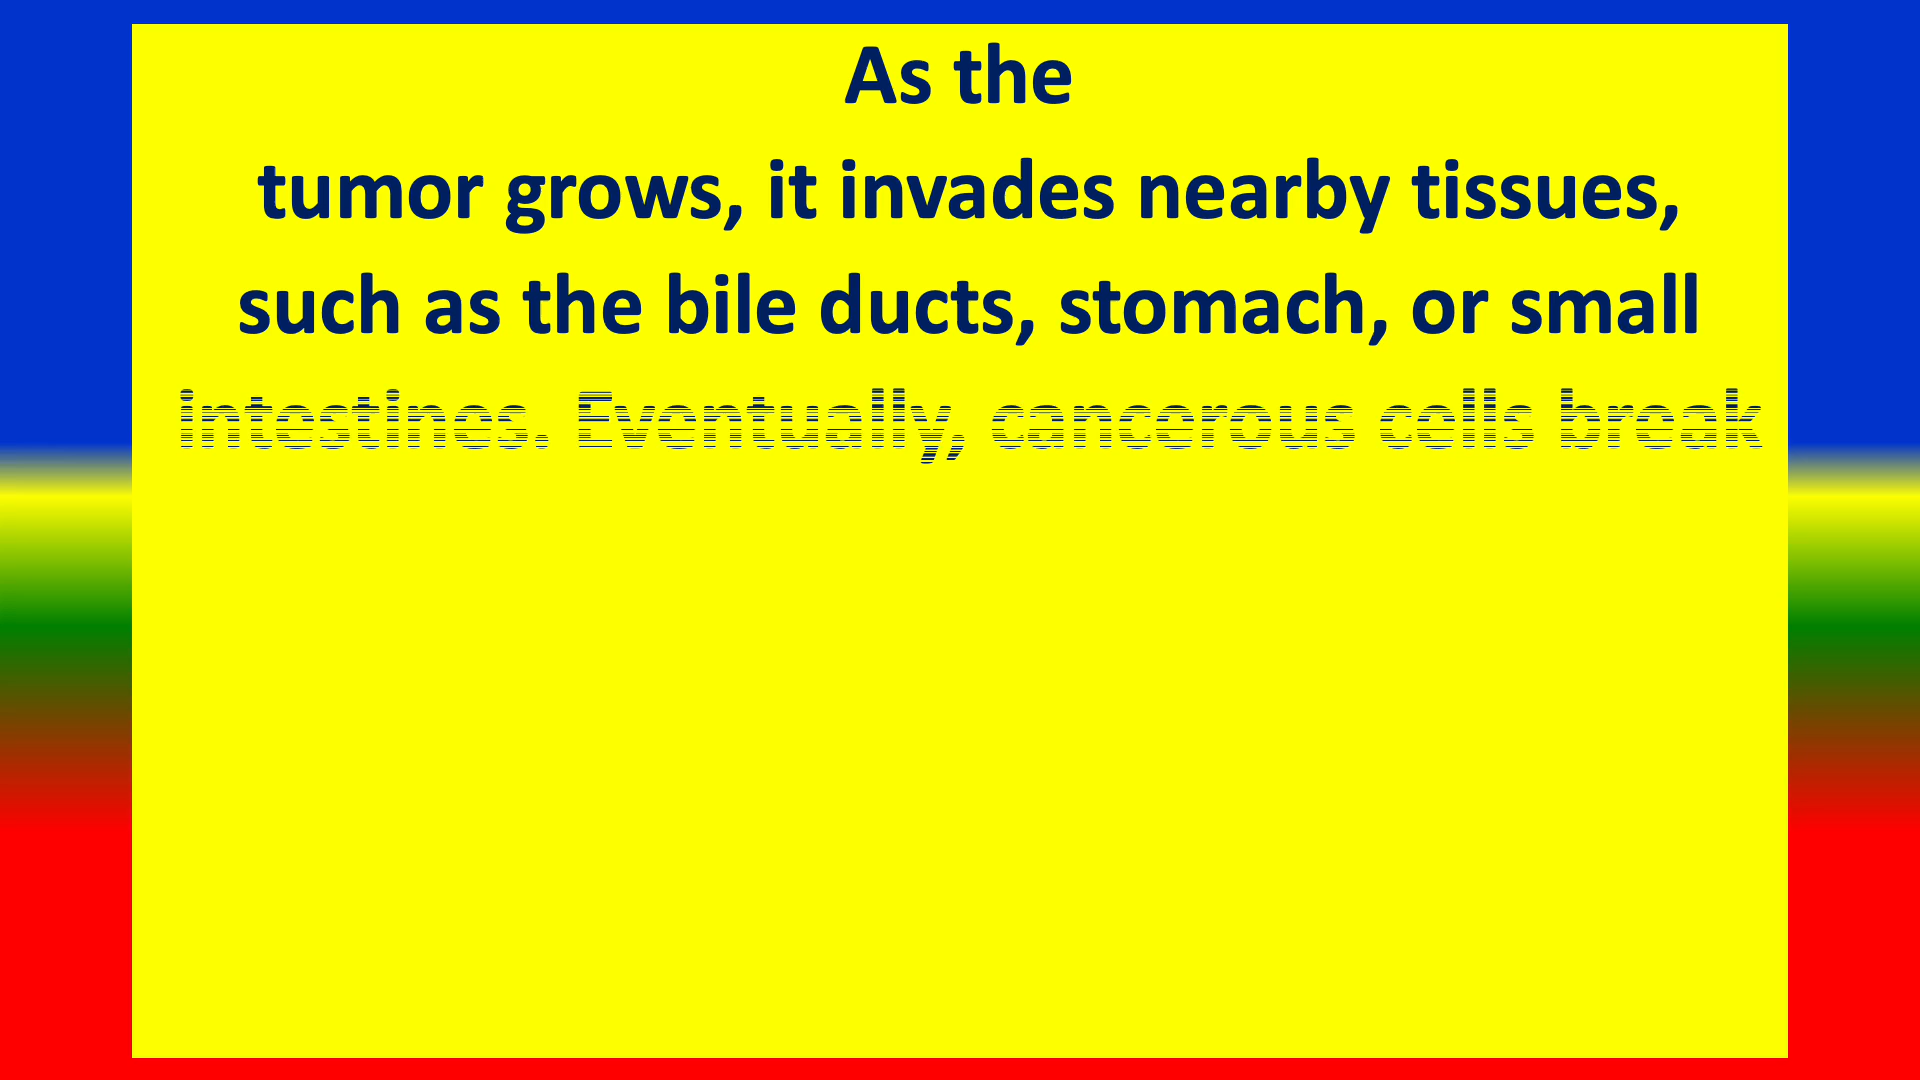 As the
tumor grows, it invades nearby tissues,
such as the bile ducts, stomach, or small
intestines. Eventually, cancerous cells break